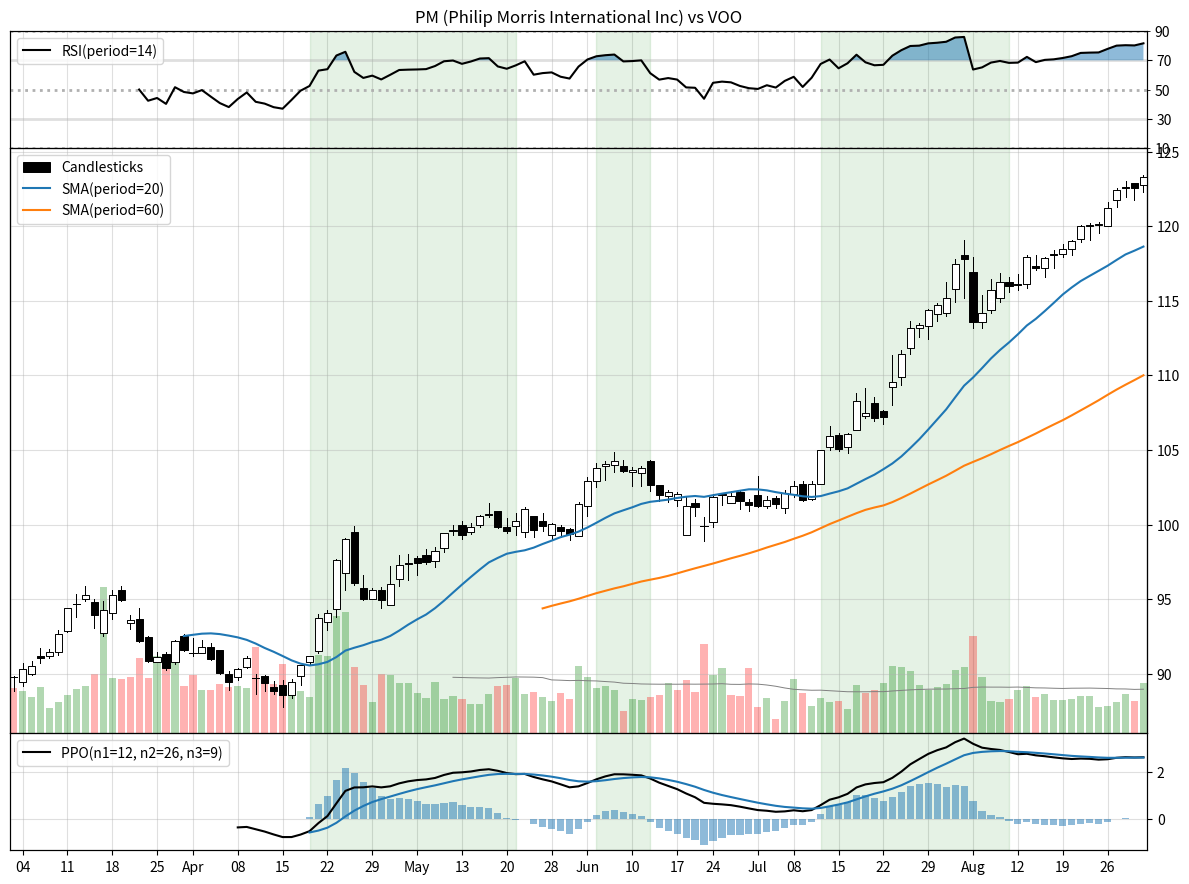 PM (Philip Morris International Inc) vs VOO
RSI(period=14)
90
70
50
30
10
Candlesticks
SMA(period=20)
SMA(period=60)
125
120
115
110
105
100
95
90
PPO(n1=12, n2=26, n3=9)
2
0
04 11 18 25 Apr 08 15 22 29 May 13 20 28 Jun 10 17 24 Jul 08 15 22 29 Aug 12 19 26